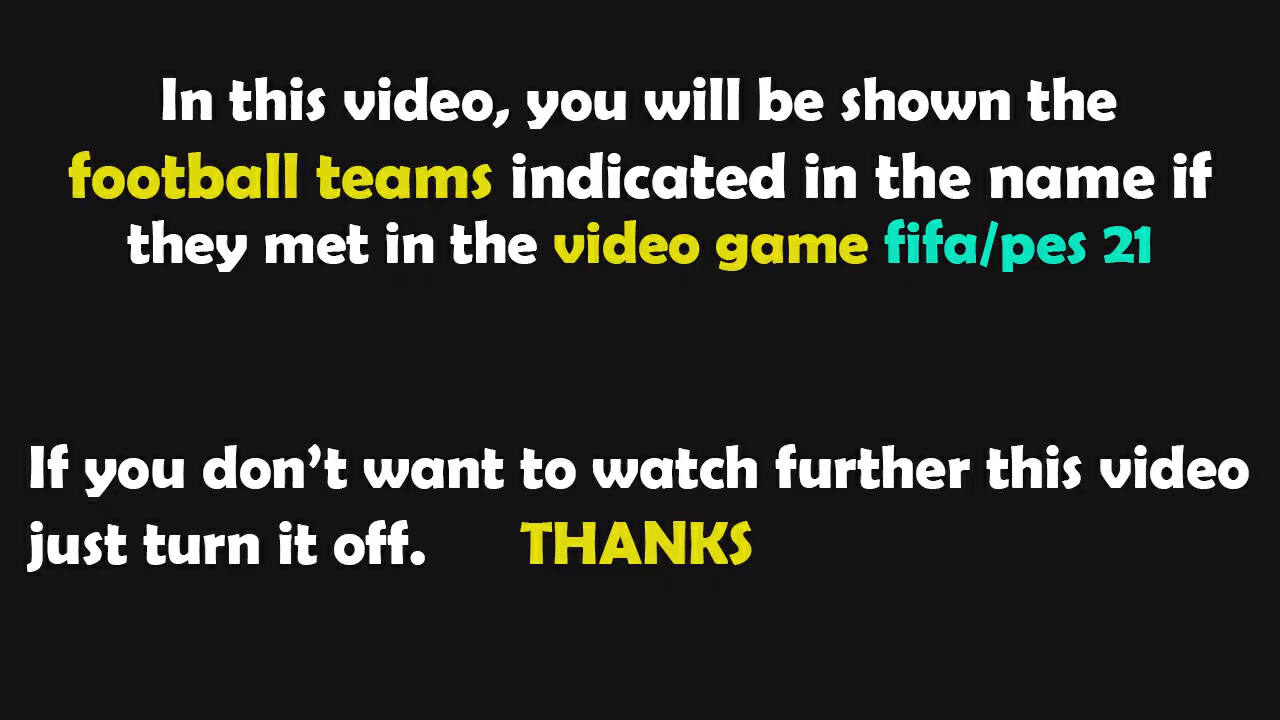 In this video, you will be shown the
football teams indicated in the name if
they met in the video game fifa/pes 21
If you don't want to watch further this video
just turn it off. THANKS